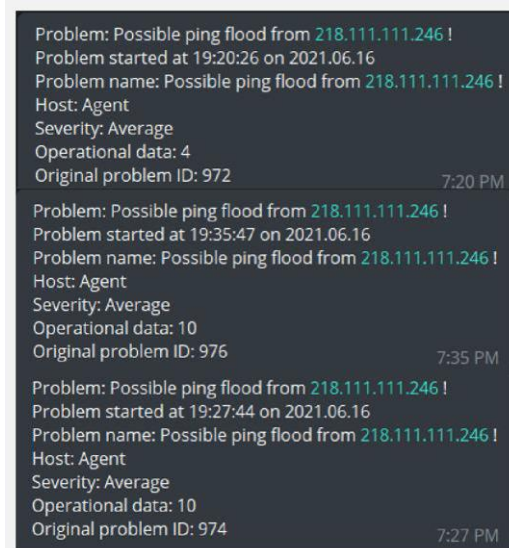 Problem: Possible ping flood from 218.111.111.246 !
Problem started at 19:20:26 on 2021.06.16
Problem name: Possible ping flood from 218.111.111.246 !
Host: Agent
Severity: Average
Operational data: 4
Original problem ID: 972
7:20 PM
Problem: Possible ping flood from 218.111.111.246 !
Problem started at 19:35:47 on 2021.06.16
Problem name: Possible ping flood from 218.111.111.246 !
Host: Agent
Severity: Average
Operational data: 10
Original problem ID: 976
7:35 PM
Problem: Possible ping flood from 218.111.111.246 !
Problem started at 19:27:44 on 2021.06.16
Problem name: Possible ping flood from 218.111.111.246 !
Host: Agent
Severity: Average
Operational data: 10
Original problem ID: 974
7:27 PM